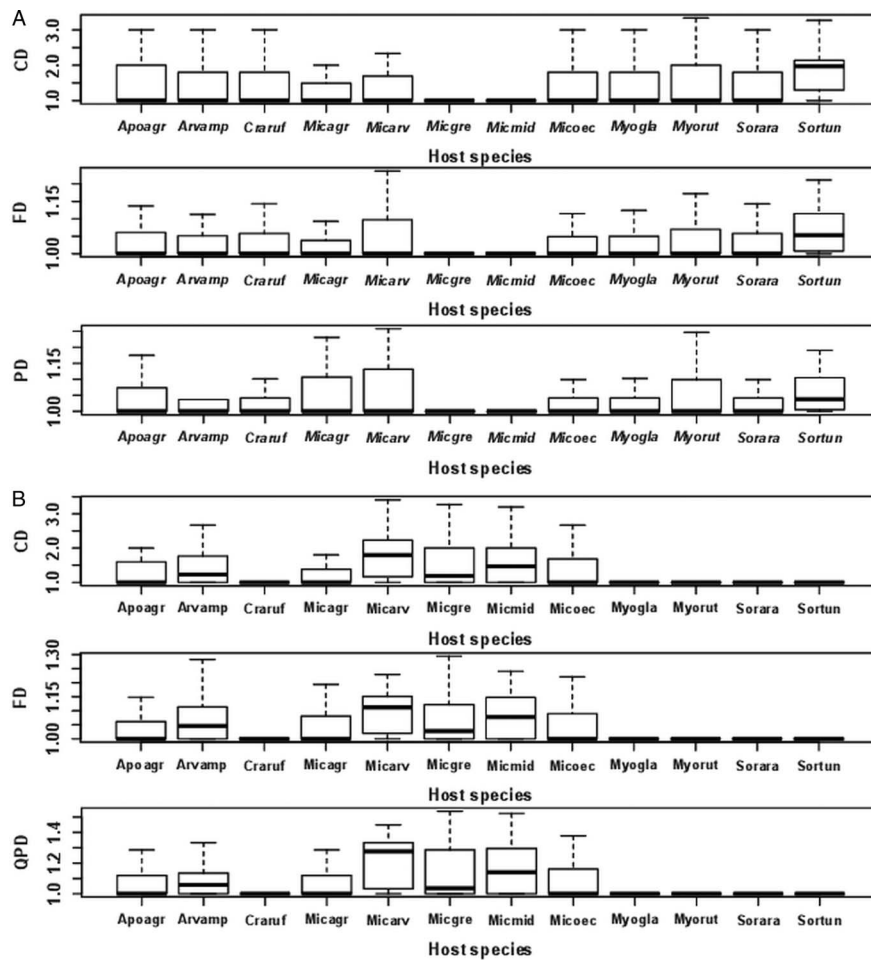 A
CD
1.0 2.0 3.0
Apoagr Arvamp Craruf Micagr Micarv Micgre Micmid Micoec Myogla Myorut Sorara Sortun
Host species
FD
1.00 1.15
Apoagr Arvamp Craruf Micagr Micarv Micgre Micmid Micoec Myogla Myorut Sorara Sortun
Host species
PD
1.00 1.15
Apoagr Arvamp Craruf Micagr Micarv Micgre Micmid Micoec Myogla Myorut Sorara Sortun
Host species
B
CD
1.0 2.0 3.0
Apoagr Arvamp Craruf Micagr Micarv Micgre Micmid Micoec Myogla Myorut Sorara Sortun
Host species
FD
1.00 1.15 1.30
Apoagr Arvamp Craruf Micagr Micarv Micgre Micmid Micoec Myogla Myorut Sorara Sortun
Host species
QPD
1.0 12 1.4
Apoagr Arvamp Craruf Micagr Micarv Micgre Micmid Micoec Myogla Myorut Sorara Sortun
Host species